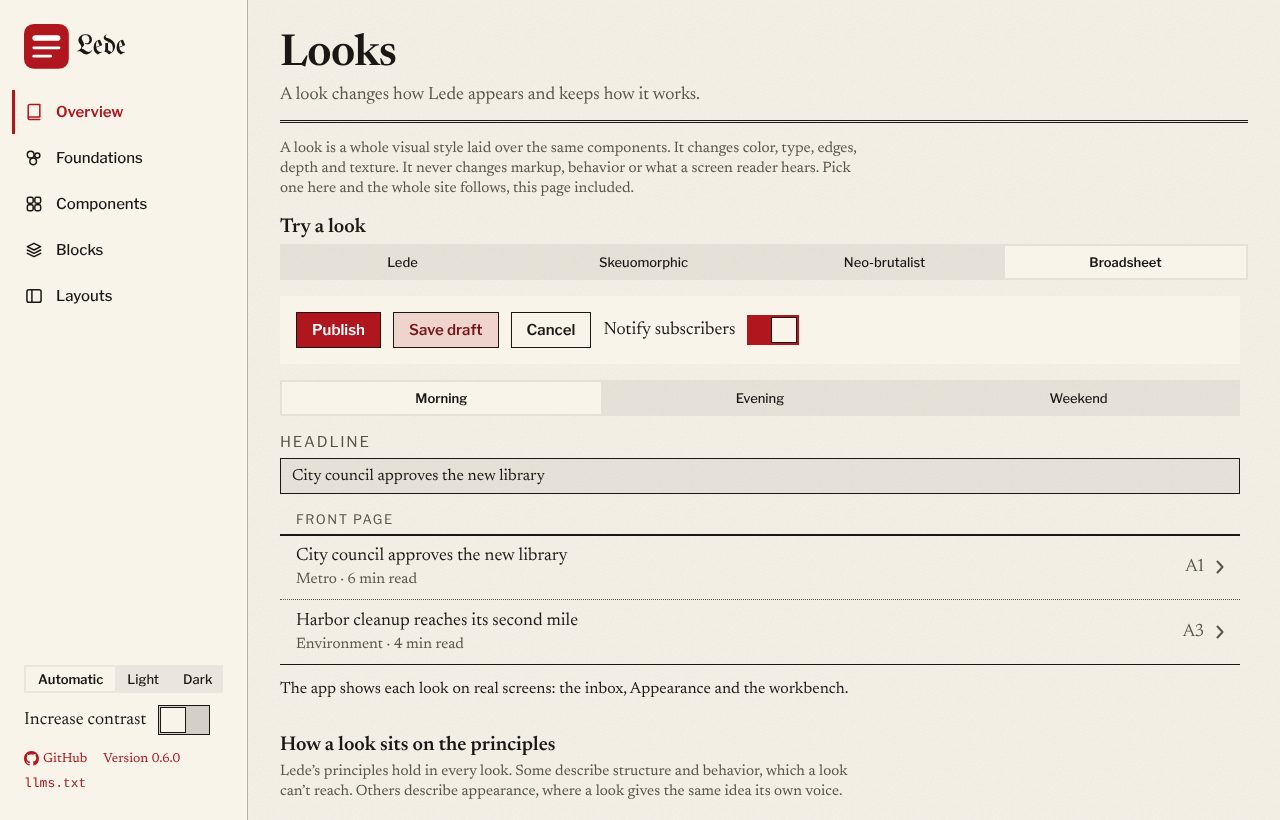 Lede
Overview
Foundations
Components
Blocks
Layouts
Automatic Light Dark
Increase contrast
GitHub Version 0.6.0
llms.txt
Looks
A look changes how Lede appears and keeps how it works.
A look is a whole visual style laid over the same components. It changes color, type, edges,
depth and texture. It never changes markup, behavior or what a screen reader hears. Pick
one here and the whole site follows, this page included.
Try a look
Lede Skeuomorphic Neo-brutalist Broadsheet
Publish Save draft Cancel Notify subscribers
Morning Evening Weekend
HEADLINE
City council approves the new library
FRONT PAGE
City council approves the new library
Metro · 6 min read
A1
Harbor cleanup reaches its second mile
Environment · 4 min read
A3
The app shows each look on real screens: the inbox, Appearance and the workbench.
How a look sits on the principles
Lede’s principles hold in every look. Some describe structure and behavior, which a look
can’t reach. Others describe appearance, where a look gives the same idea its own voice.